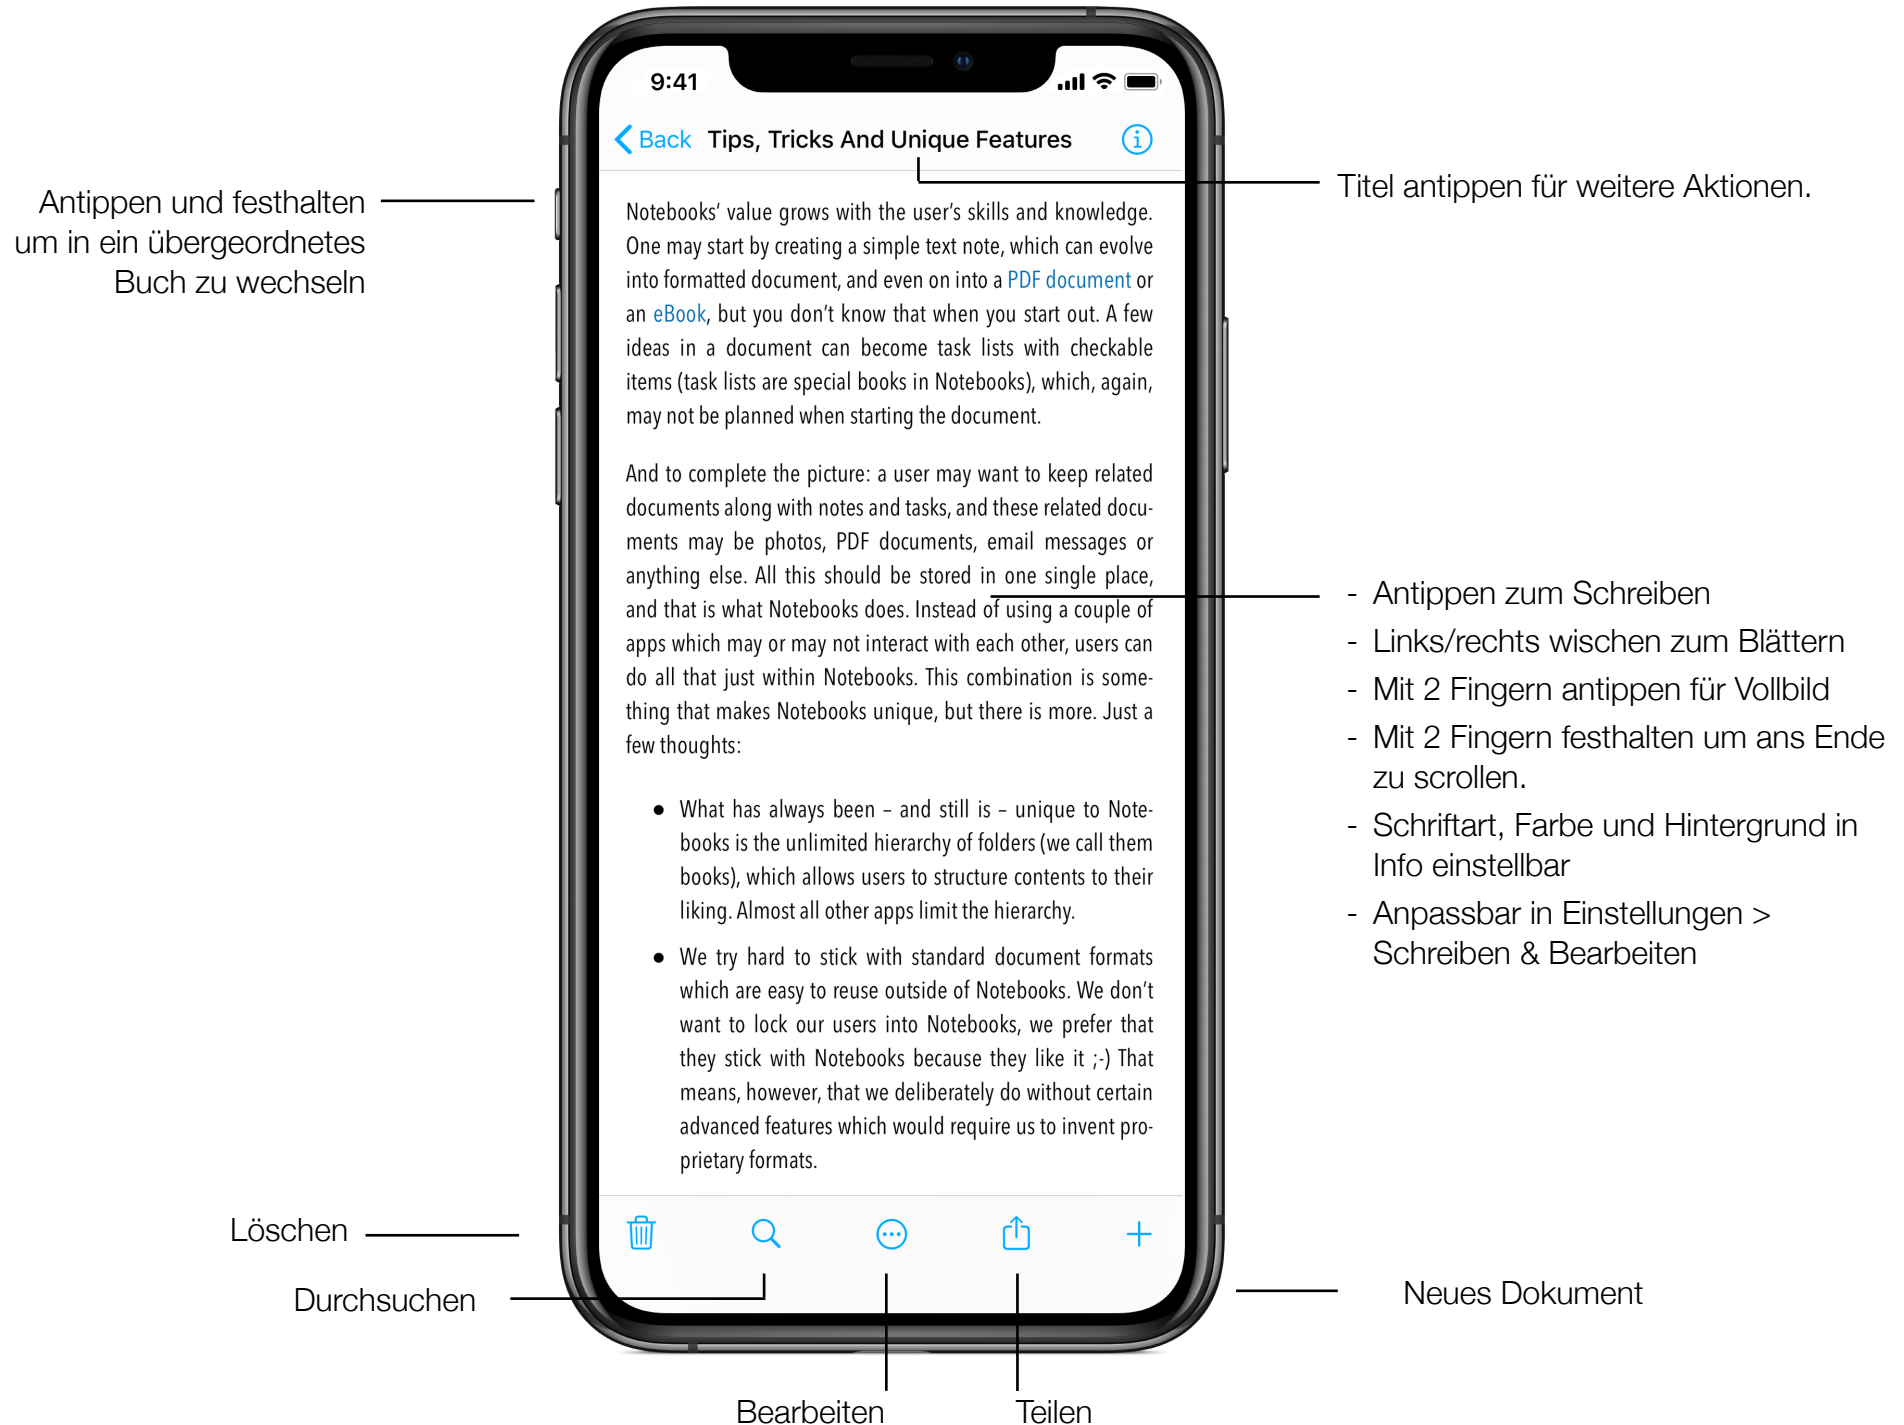 9:41
Back Tips, Tricks And Unique Features
Titel antippen für weitere Aktionen.
Antippen und festhalten
um in ein übergeordnetes
Buch zu wechseln
Notebooks’ value grows with the user’s skills and knowledge.
One may start by creating a simple text note, which can evolve
into formatted document, and even on into a PDF document or
an eBook, but you don’t know that when you start out. A few
ideas in a document can become task lists with checkable
items (task lists are special books in Notebooks), which, again,
may not be planned when starting the document.
And to complete the picture: a user may want to keep related
documents along with notes and tasks, and these related docu-
ments may be photos, PDF documents, email messages or
anything else. All this should be stored in one single place,
and that is what Notebooks does. Instead of using a couple of
apps which may or may not interact with each other, users can
do all that just within Notebooks. This combination is some-
thing that makes Notebooks unique, but there is more. Just a
few thoughts:
● What has always been – and still is – unique to Note-
books is the unlimited hierarchy of folders (we call them
books), which allows users to structure contents to their
liking. Almost all other apps limit the hierarchy.
● We try hard to stick with standard document formats
which are easy to reuse outside of Notebooks. We don’t
want to lock our users into Notebooks, we prefer that
they stick with Notebooks because they like it ;-) That
means, however, that we deliberately do without certain
advanced features which would require us to invent pro-
prietary formats.
- Antippen zum Schreiben
- Links/rechts wischen zum Blättern
- Mit 2 Fingern antippen für Vollbild
- Mit 2 Fingern festhalten um ans Ende
zu scrollen.
- Schriftart, Farbe und Hintergrund in
Info einstellbar
- Anpassbar in Einstellungen >
Schreiben & Bearbeiten
Löschen
Durchsuchen
Neues Dokument
Bearbeiten
Teilen